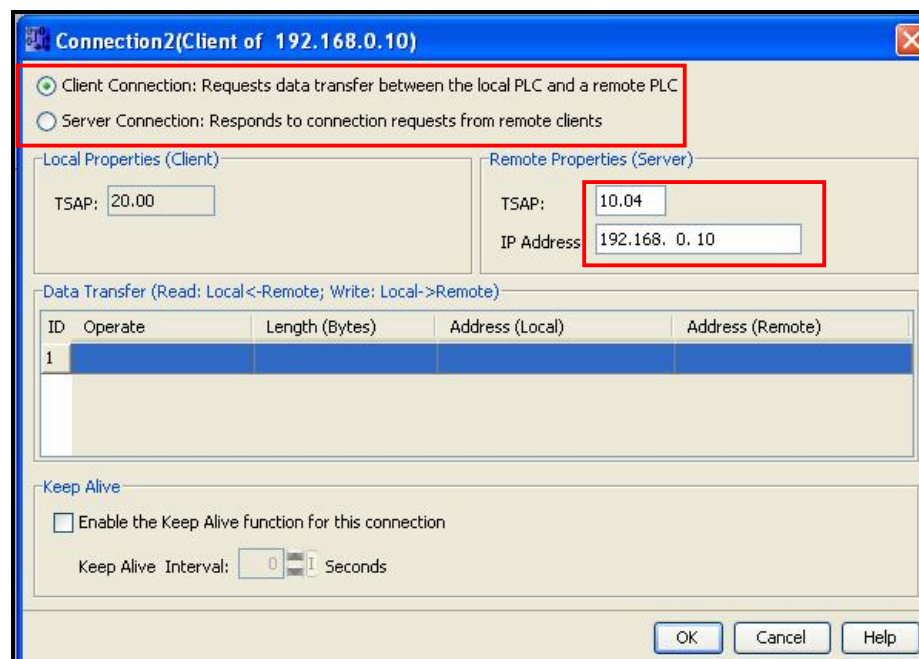 Connection2(Client of 192.168.0.10)
Client Connection: Requests data transfer between the local PLC and a remote PLC
Server Connection: Responds to connection requests from remote clients
Local Properties (Client)
TSAP: 20.00
Remote Properties (Server)
TSAP: 10.04
IP Address 192.168. 0. 10
Data Transfer (Read: Local<-Remote; Write: Local->Remote)
ID Operate Length (Bytes) Address (Local) Address (Remote)
1
Keep Alive
Enable the Keep Alive function for this connection
Keep Alive Interval: 0 Seconds
OK Cancel Help